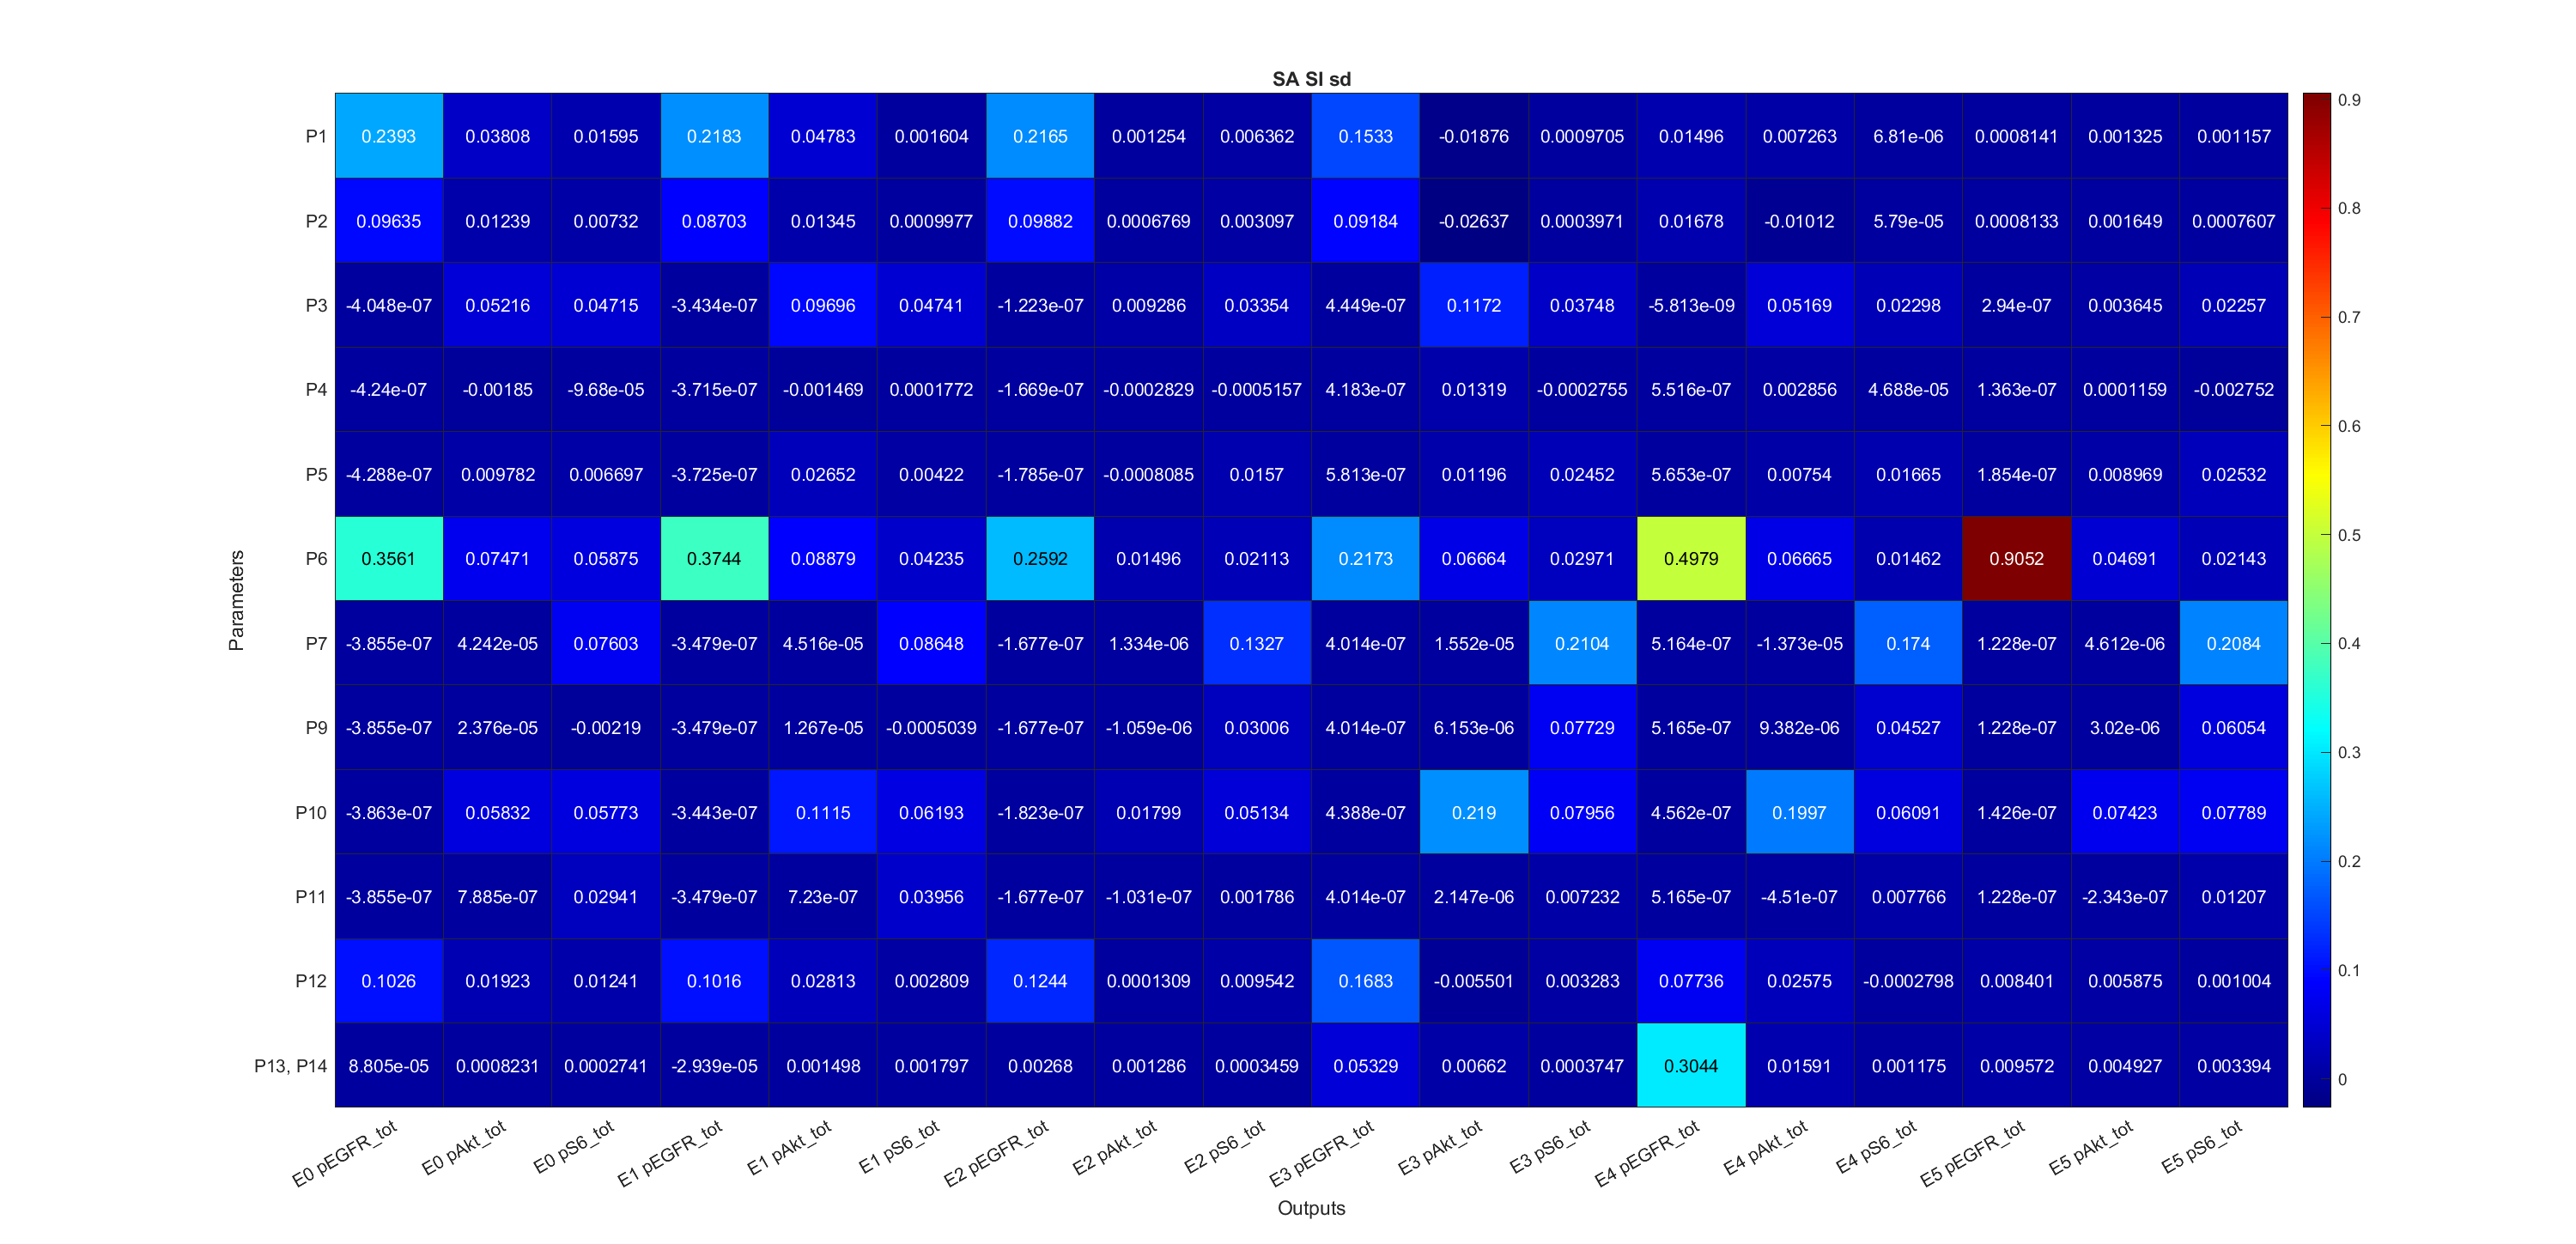 SA SI sd
P1 0.2393 0.03808 0.01595 0.2183 0.04783 0.001604 0.2165 0.001254 0.006362 0.1533 -0.01876 0.0009705 0.01496 0.007263 6.81e-06 0.0008141 0.001325 0.001157
P2 0.09635 0.01239 0.00732 0.08703 0.01345 0.0009977 0.09882 0.0006769 0.003097 0.09184 -0.02637 0.0003971 0.01678 -0.01012 5.79e-05 0.0008133 0.001649 0.0007607
P3 -4.048e-07 0.05216 0.04715 -3.434e-07 0.09696 0.04741 -1.223e-07 0.009286 0.03354 4.449e-07 0.1172 0.03748 -5.813e-09 0.05169 0.02298 2.94e-07 0.003645 0.02257
P4 -4.24e-07 -0.00185 -9.68e-05 -3.715e-07 -0.001469 0.0001772 -1.669e-07 -0.0002829 -0.0005157 4.183e-07 0.01319 -0.0002755 5.516e-07 0.002856 4.688e-05 1.363e-07 0.0001159 -0.002752
P5 -4.288e-07 0.009782 0.006697 -3.725e-07 0.02652 0.00422 -1.785e-07 -0.0008085 0.0157 5.813e-07 0.01196 0.02452 5.653e-07 0.00754 0.01665 1.854e-07 0.008969 0.02532
P6 0.3561 0.07471 0.05875 0.3744 0.08879 0.04235 0.2592 0.01496 0.02113 0.2173 0.06664 0.02971 0.4979 0.06665 0.01462 0.9052 0.04691 0.02143
P7 -3.855e-07 4.242e-05 0.07603 -3.479e-07 4.516e-05 0.08648 -1.677e-07 1.334e-06 0.1327 4.014e-07 1.552e-05 0.2104 5.164e-07 -1.373e-05 0.174 1.228e-07 4.612e-06 0.2084
P9 -3.855e-07 2.376e-05 -0.00219 -3.479e-07 1.267e-05 -0.0005039 -1.677e-07 -1.059e-06 0.03006 4.014e-07 6.153e-06 0.07729 5.165e-07 9.382e-06 0.04527 1.228e-07 3.02e-06 0.06054
P10 -3.863e-07 0.05832 0.05773 -3.443e-07 0.1115 0.06193 -1.823e-07 0.01799 0.05134 4.388e-07 0.219 0.07956 4.562e-07 0.1997 0.06091 1.426e-07 0.07423 0.07789
P11 -3.855e-07 7.885e-07 0.02941 -3.479e-07 7.23e-07 0.03956 -1.677e-07 -1.031e-07 0.001786 4.014e-07 2.147e-06 0.007232 5.165e-07 -4.51e-07 0.007766 1.228e-07 -2.343e-07 0.01207
P12 0.1026 0.01923 0.01241 0.1016 0.02813 0.002809 0.1244 0.0001309 0.009542 0.1683 -0.005501 0.003283 0.07736 0.02575 -0.0002798 0.008401 0.005875 0.001004
P13, P14 8.805e-05 0.0008231 0.0002741 -2.939e-05 0.001498 0.001797 0.00268 0.001286 0.0003459 0.05329 0.00662 0.0003747 0.3044 0.01591 0.001175 0.009572 0.004927 0.003394
E0 pEGFR_tot E0 pAkt_tot E0 pS6_tot E1 pEGFR_tot E1 pAkt_tot E1 pS6_tot E2 pEGFR_tot E2 pAkt_tot E2 pS6_tot E3 pEGFR_tot E3 pAkt_tot E3 pS6_tot E4 pEGFR_tot E4 pAkt_tot E4 pS6_tot E5 pEGFR_tot E5 pAkt_tot E5 pS6_tot
Outputs
Parameters
0.9
0.8
0.7
0.6
0.5
0.4
0.3
0.2
0.1
0